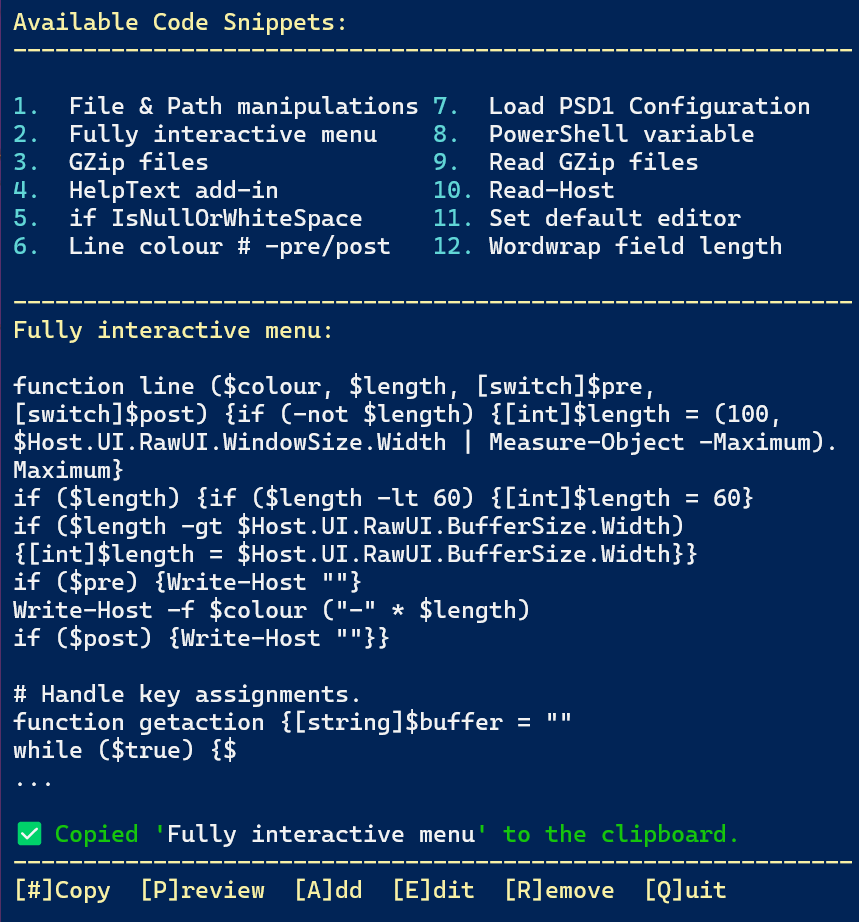 Available Code Snippets:
------------------------------------------------------------
1.  File & Path manipulations 7.  Load PSD1 Configuration
2.  Fully interactive menu    8.  PowerShell variable
3.  GZip files                9.  Read GZip files
4.  HelpText add-in           10. Read-Host
5.  if IsNullOrWhiteSpace     11. Set default editor
6.  Line colour # -pre/post   12. Wordwrap field length
------------------------------------------------------------
Fully interactive menu:
function line ($colour, $length, [switch]$pre,
[switch]$post) {if (-not $length) {[int]$length = (100,
$Host.UI.RawUI.WindowSize.Width | Measure-Object -Maximum).
Maximum}
if ($length) {if ($length -lt 60) {[int]$length = 60}
if ($length -gt $Host.UI.RawUI.BufferSize.Width)
{[int]$length = $Host.UI.RawUI.BufferSize.Width}}
if ($pre) {Write-Host ""}
Write-Host -f $colour ("-" * $length)
if ($post) {Write-Host ""}}
# Handle key assignments.
function getaction {[string]$buffer = ""
while ($true) {$
...
✅ Copied 'Fully interactive menu' to the clipboard.
------------------------------------------------------------
[#]Copy  [P]review  [A]dd  [E]dit  [R]emove  [Q]uit